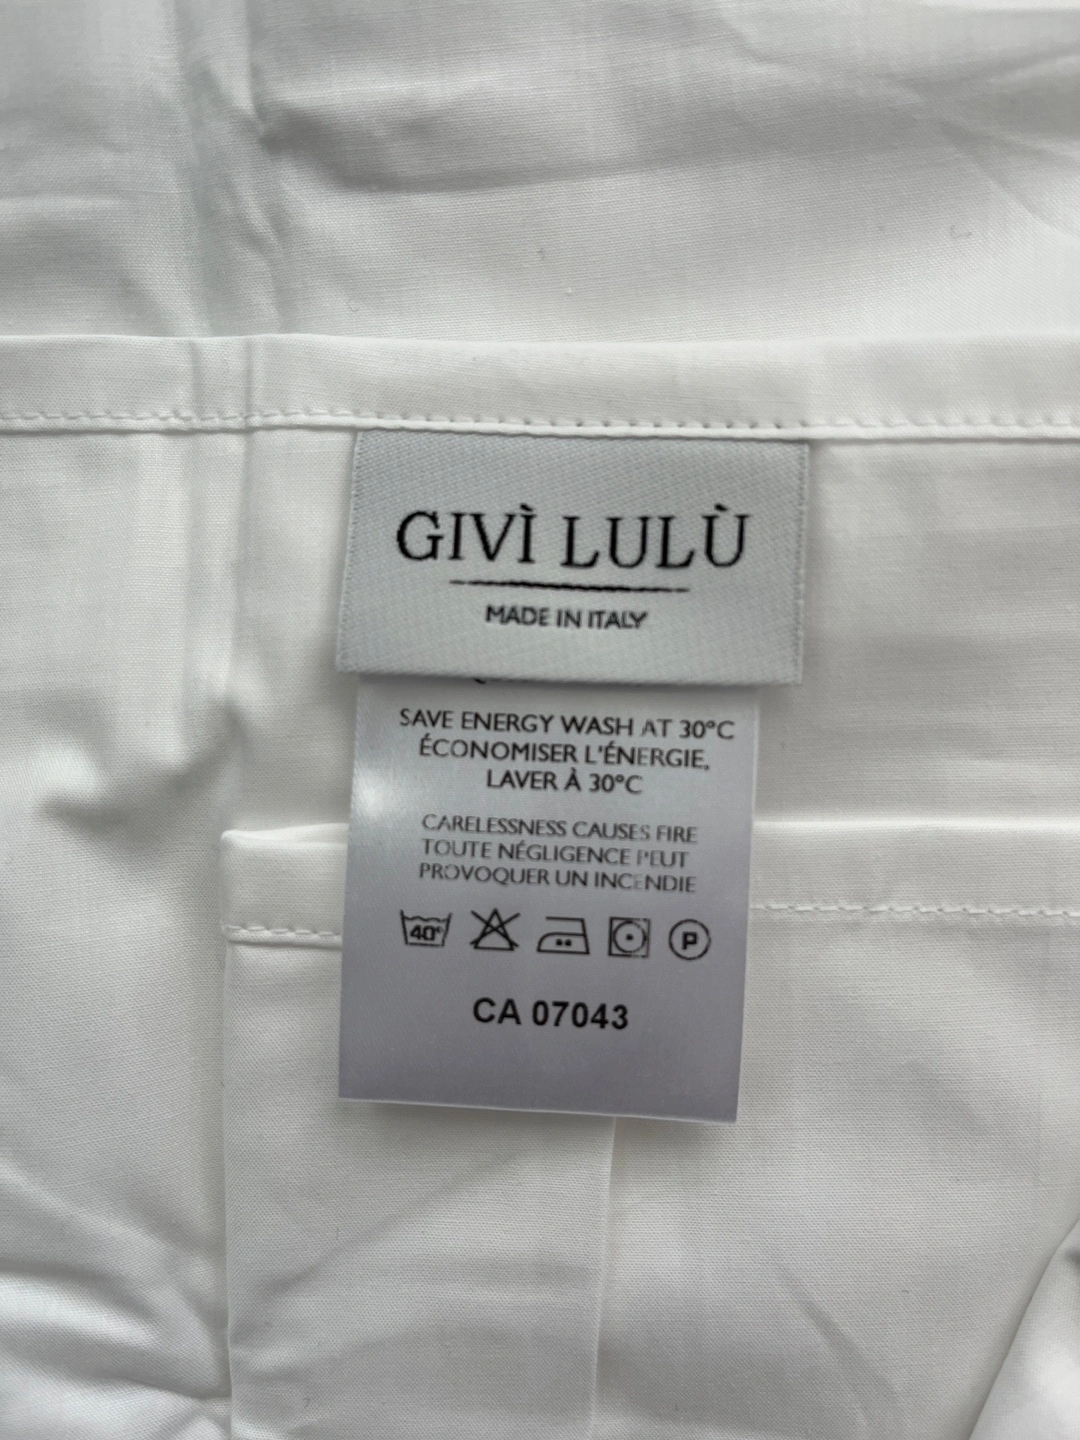 GIVÌ LULÙ
MADE IN ITALY
SAVE ENERGY WASH AT 30°C
ÉCONOMISER L'ÉNERGIE,
LAVER À 30°C
CARELESSNESS CAUSES FIRE
TOUTE NÉGLIGENCE PEUT
PROVOQUER UN INCENDIE
40° P
CA 07043